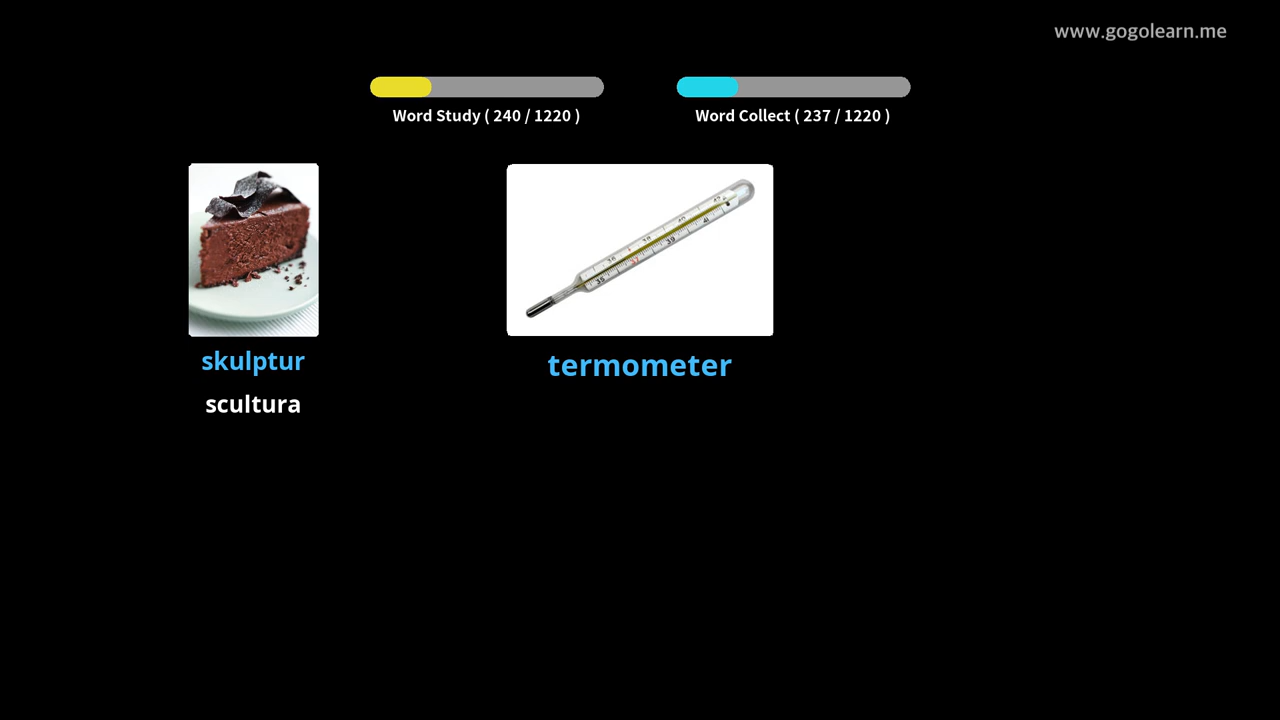 www.gogolearn.me
Word Study ( 240 / 1220 )
Word Collect ( 237 / 1220 )
skulptur
scultura
termometer